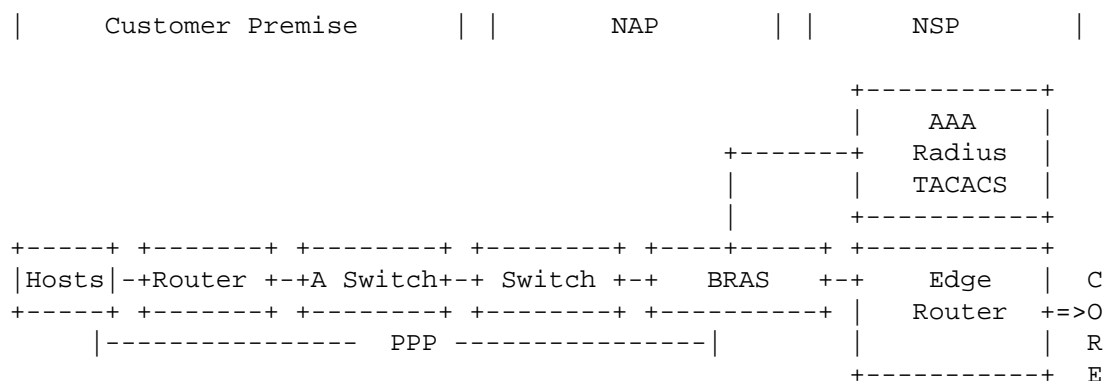 |      Customer Premise        | |         NAP          | |        NSP           |

                                                       +-----------+
                                                       |    AAA    |
                                               +-------+   Radius  |
                                               |       |   TACACS  |
                                               |       +-----------+
+-----+ +-------+ +--------+ +--------+ +----+-----+ +-----------+
|Hosts|-+Router +-+A Switch+-+ Switch +-+   BRAS   +-+    Edge   |  C
+-----+ +-------+ +--------+ +--------+ +----------+ |   Router  +=>O
     |---------------- PPP ----------------|         |           |  R
                                                     +-----------+  E